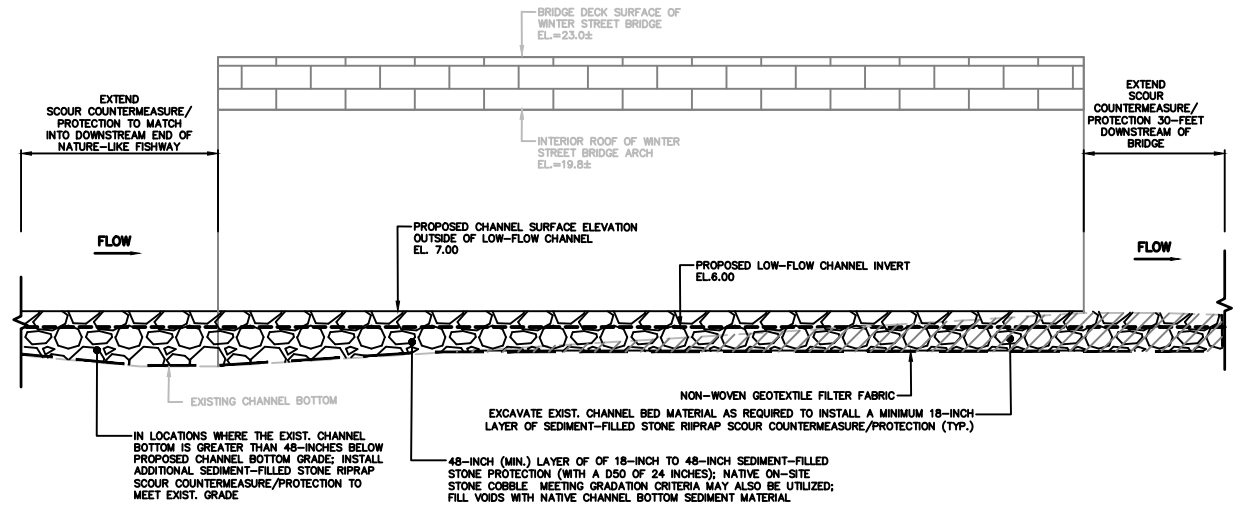 BRIDGE DECK SURFACE OF
WINTER STREET BRIDGE
EL.=23.0±
EXTEND
SCOUR COUNTERMEASURE/
PROTECTION TO MATCH
INTO DOWNSTREAM END OF
NATURE-LIKE FISHWAY
EXTEND
SCOUR
COUNTERMEASURE/
PROTECTION 30-FEET
DOWNSTREAM OF
BRIDGE
INTERIOR ROOF OF WINTER
STREET BRIDGE ARCH
EL.=19.8±
FLOW
PROPOSED CHANNEL SURFACE ELEVATION
OUTSIDE OF LOW-FLOW CHANNEL
EL. 7.00
PROPOSED LOW-FLOW CHANNEL INVERT
EL.6.00
FLOW
EXISTING CHANNEL BOTTOM
NON-WOVEN GEOTEXTILE FILTER FABRIC
EXCAVATE EXIST. CHANNEL BED MATERIAL AS REQUIRED TO INSTALL A MINIMUM 18-INCH
LAYER OF SEDIMENT-FILLED STONE RIIPRAP SCOUR COUNTERMEASURE/PROTECTION (TYP.)
IN LOCATIONS WHERE THE EXIST. CHANNEL
BOTTOM IS GREATER THAN 48-INCHES BELOW
PROPOSED CHANNEL BOTTOM GRADE; INSTALL
ADDITIONAL SEDIMENT-FILLED STONE RIPRAP
SCOUR COUNTERMEASURE/PROTECTION TO
MEET EXIST. GRADE
48-INCH (MIN.) LAYER OF OF 18-INCH TO 48-INCH SEDIMENT-FILLED
STONE PROTECTION (WITH A D50 OF 24 INCHES); NATIVE ON-SITE
STONE COBBLE MEETING GRADATION CRITERIA MAY ALSO BE UTILIZED;
FILL VOIDS WITH NATIVE CHANNEL BOTTOM SEDIMENT MATERIAL